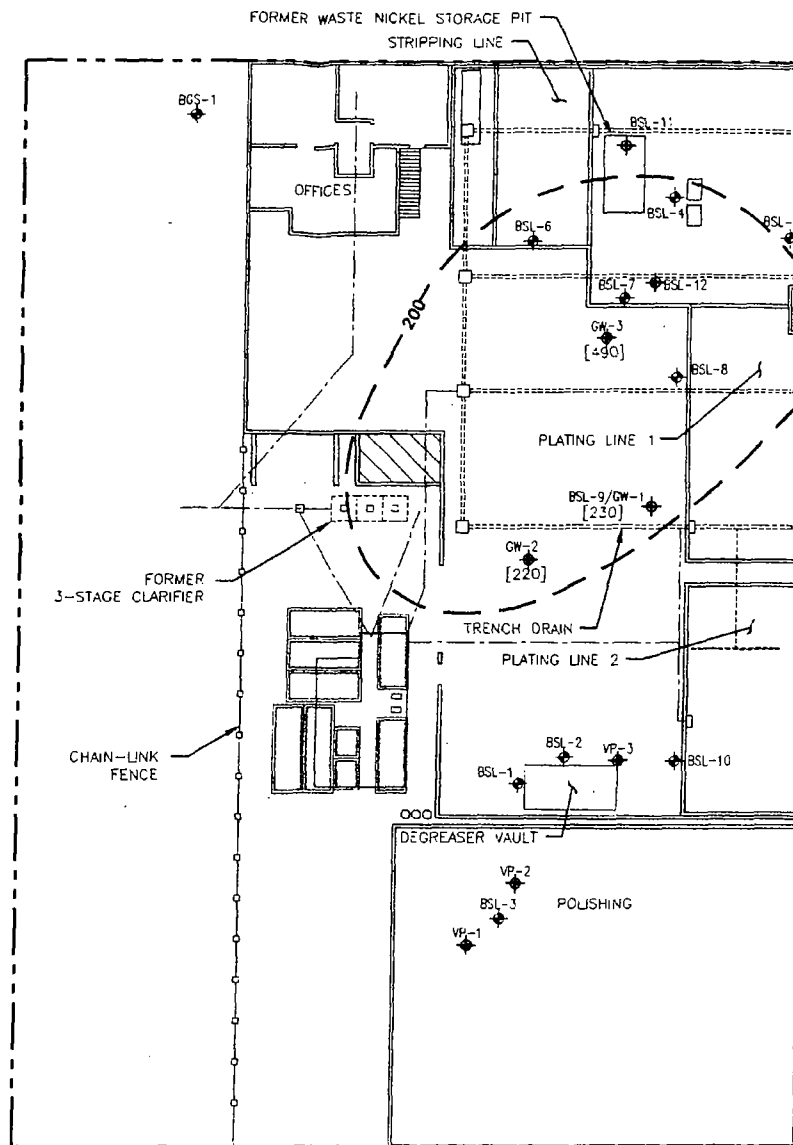 FORMER WASTE NICKEL STORAGE PIT
STRIPPING LINE
BGS-1
BSL-11
OFFICES
BSL-4
BSL-6
BSL-
BSL-7
BSL-12
200
GW-3
[490]
BSL-8
PLATING LINE 1
BSL-9/GW-1
[230]
GW-2
[220]
FORMER
3-STAGE CLARIFIER
TRENCH DRAIN
PLATING LINE 2
CHAIN-LINK
FENCE
BSL-2
VP-3
BSL-1
BSL-10
DEGREASER VAULT
VP-2
BSL-3
POLISHING
VP-1